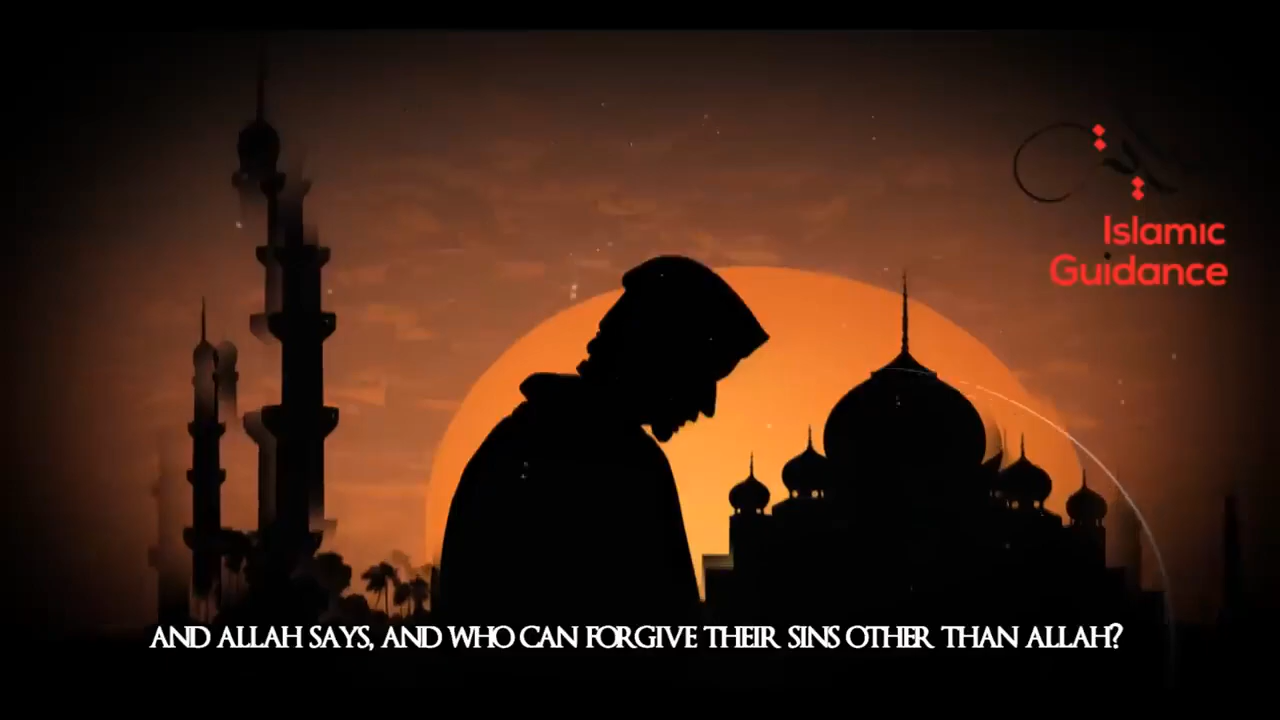 Islamic
Guidance
AND ALLAH SAYS, AND WHO CAN FORGIVE THEIR SINS OTHER THAN ALLAH?